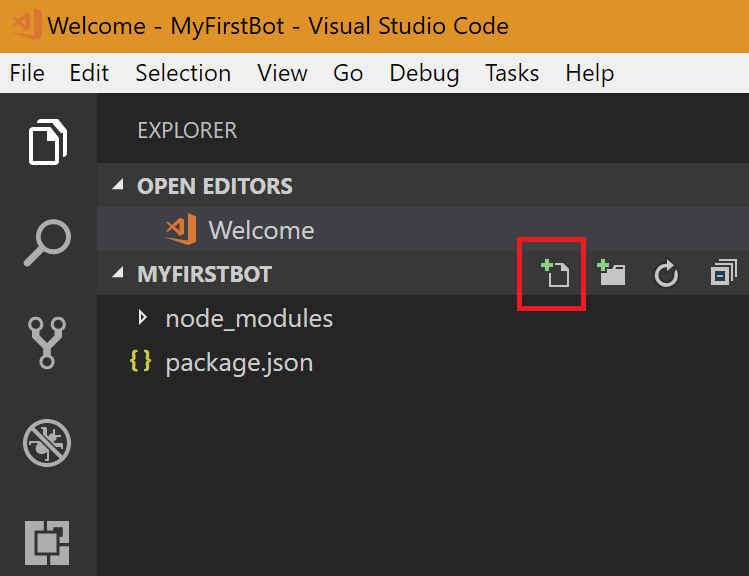 Welcome - MyFirstBot - Visual Studio Code
File Edit Selection View Go Debug Tasks Help
EXPLORER
OPEN EDITORS
Welcome
MYFIRSTBOT
node_modules
{} package.json